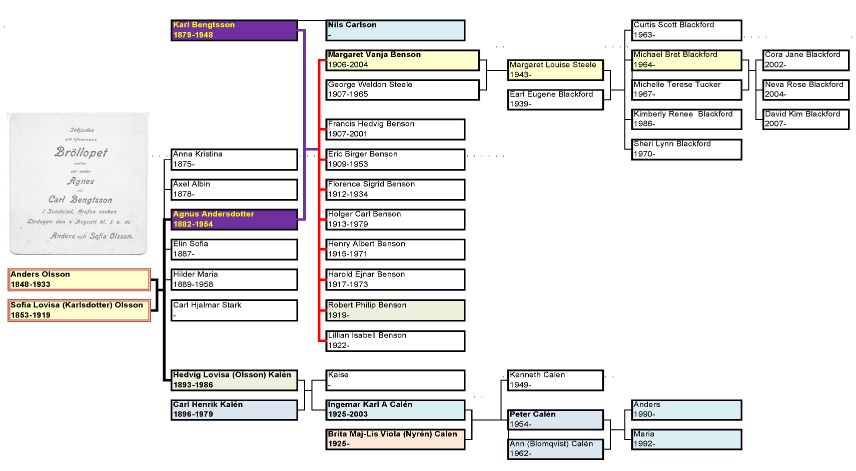 Inbjudes
att öfvervara
Bröllopet
mellan
vår dotter
Agnes
och
Carl Bengtsson
i Sundstad, Brafos socken
Lördagen den 4 Augusti kl. 5 e. m.
Anders och Sofia Olsson.
Anders Olsson
1848-1933
Sofia Lovisa (Karlsdotter) Olsson
1853-1919
Karl Bengtsson
1879-1948
Anna Kristina
1875-
Axel Albin
1878-
Agnus Andersdotter
1882-1954
Elin Sofia
1887-
Hilder Maria
1889-1958
Carl Hjalmar Stark
-
Hedvig Lovisa (Olsson) Kalén
1893-1986
Carl Henrik Kalén
1896-1979
Nils Carlson
-
Margaret Vanja Benson
1906-2004
George Weldon Steele
1907-1965
Francis Hedvig Benson
1907-2001
Eric Birger Benson
1909-1953
Florence Sigrid Benson
1912-1934
Holger Carl Benson
1913-1979
Henry Albert Benson
1915-1971
Harold Ejnar Benson
1917-1973
Robert Philip Benson
1919-
Lillian Isabell Benson
1922-
Kaise
-
Ingemar Karl A Calén
1925-2003
Brita Maj-Lis Viola (Nyrén) Calen
1925-
Margaret Louise Steele
1943-
Earl Eugene Blackford
1939-
Kenneth Calen
1949-
Peter Calén
1954-
Ann (Blomqvist) Calén
1962-
Curtis Scott Blackford
1963-
Michael Bret Blackford
1964-
Michelle Terese Tucker
1967-
Kimberly Renee Blackford
1986-
Sheri Lynn Blackford
1970-
Anders
1990-
Maria
1992-
Cora Jane Blackford
2002-
Neva Rose Blackford
2004-
David Kim Blackford
2007-